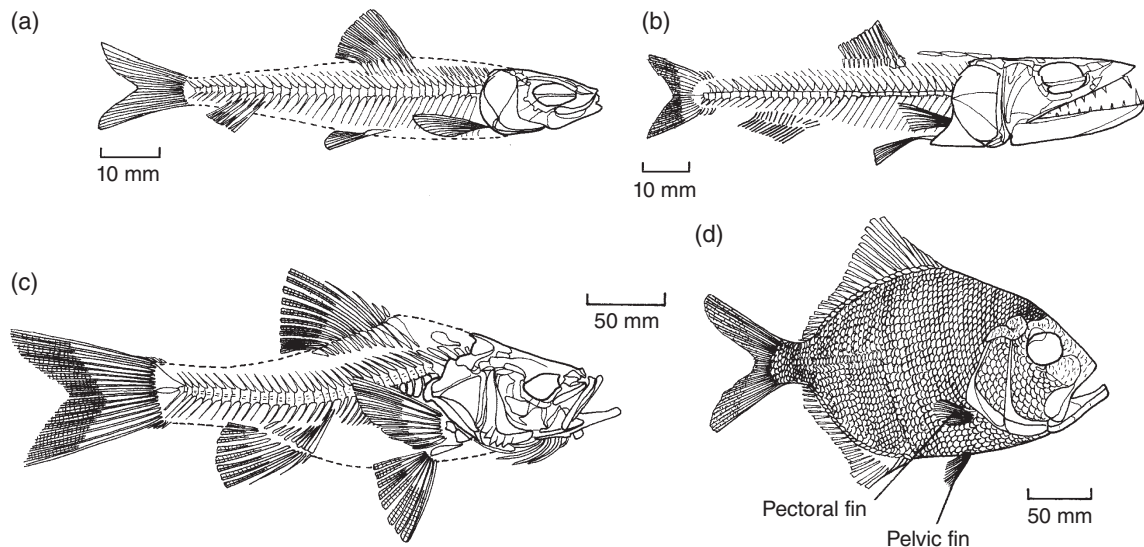 (a)
10 mm
(b)
10 mm
(c)
50 mm
(d)
Pectoral fin
Pelvic fin
50 mm